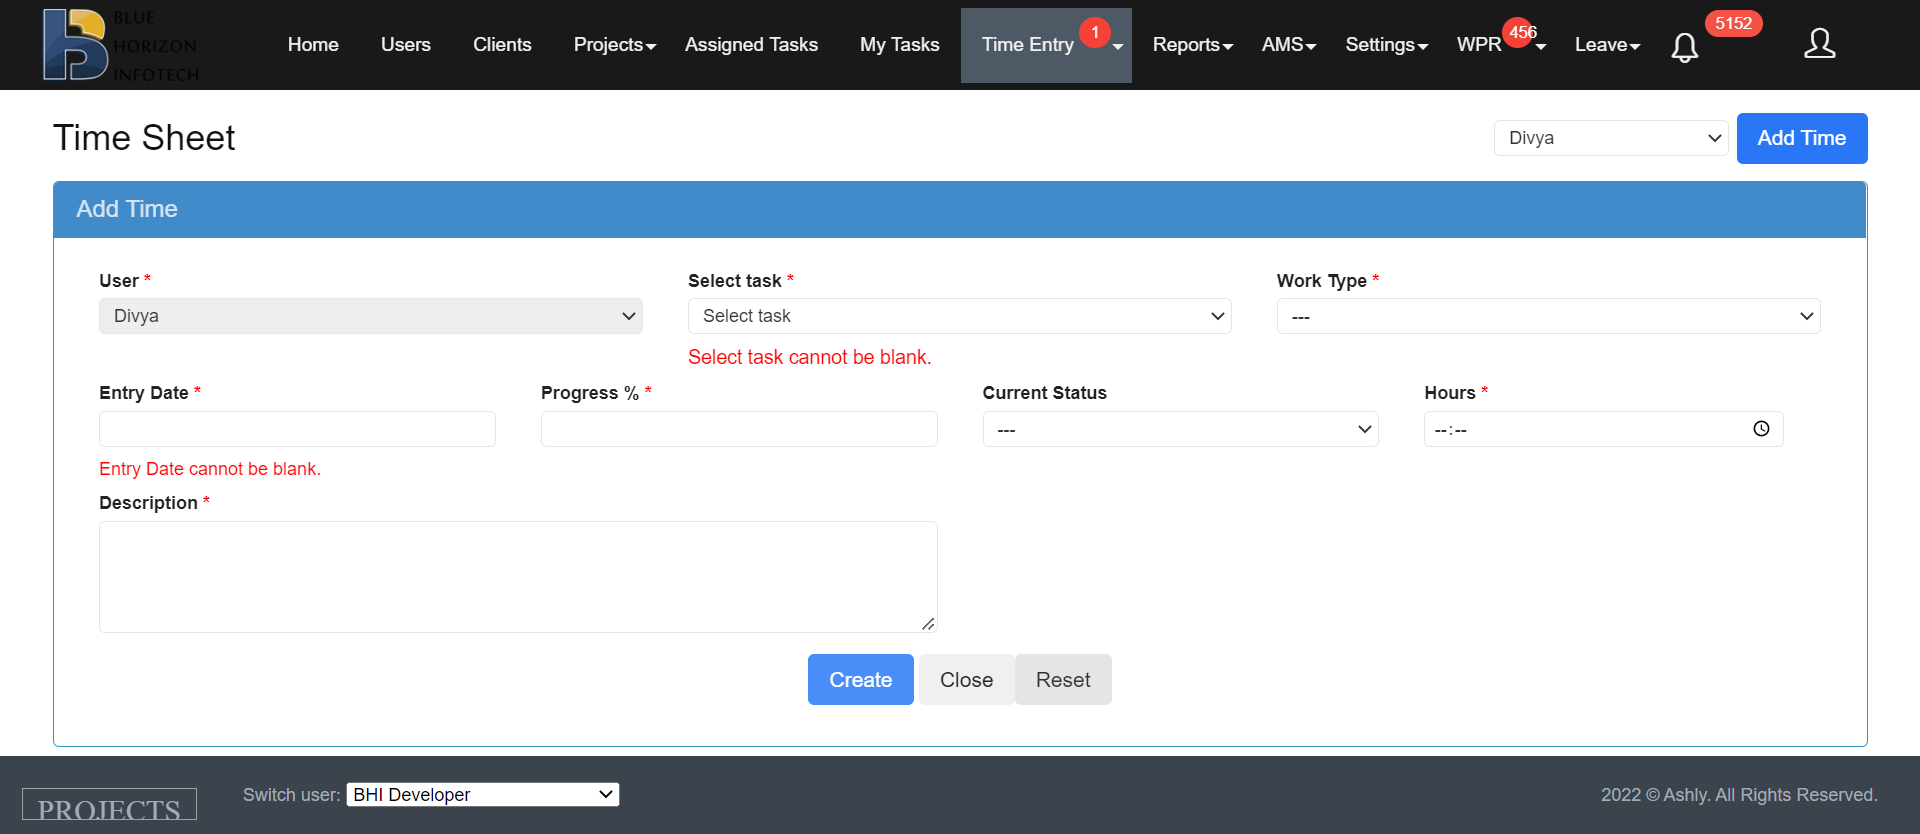 BLUE
HORIZON
INFOTECH
Home Users Clients Projects Assigned Tasks My Tasks Time Entry 1 Reports AMS Settings WPR 456 Leave 5152
Time Sheet
Divya
Add Time
Add Time
User * Select task * Work Type *
Divya Select task ---
Select task cannot be blank.
Entry Date * Progress % * Current Status Hours *
--- --:--
Entry Date cannot be blank.
Description *
Create Close Reset
PROJECTS
Switch user: BHI Developer
2022 © Ashly. All Rights Reserved.